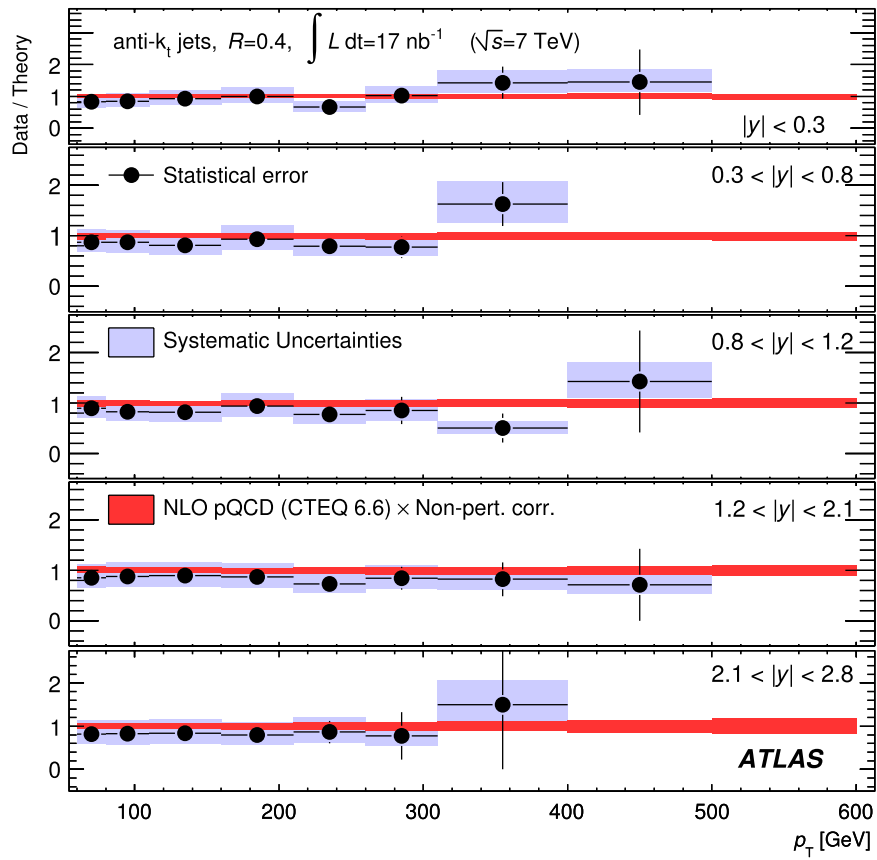 anti-kt jets, R=0.4, ∫ L dt=17 nb⁻¹ (√s=7 TeV)
Data / Theory
2
1
0
|y| < 0.3
Statistical error
0.3 < |y| < 0.8
2
1
0
Systematic Uncertainties
0.8 < |y| < 1.2
2
1
0
NLO pQCD (CTEQ 6.6) × Non-pert. corr.
1.2 < |y| < 2.1
2
1
0
2.1 < |y| < 2.8
2
1
0
ATLAS
100 200 300 400 500 600
pT [GeV]